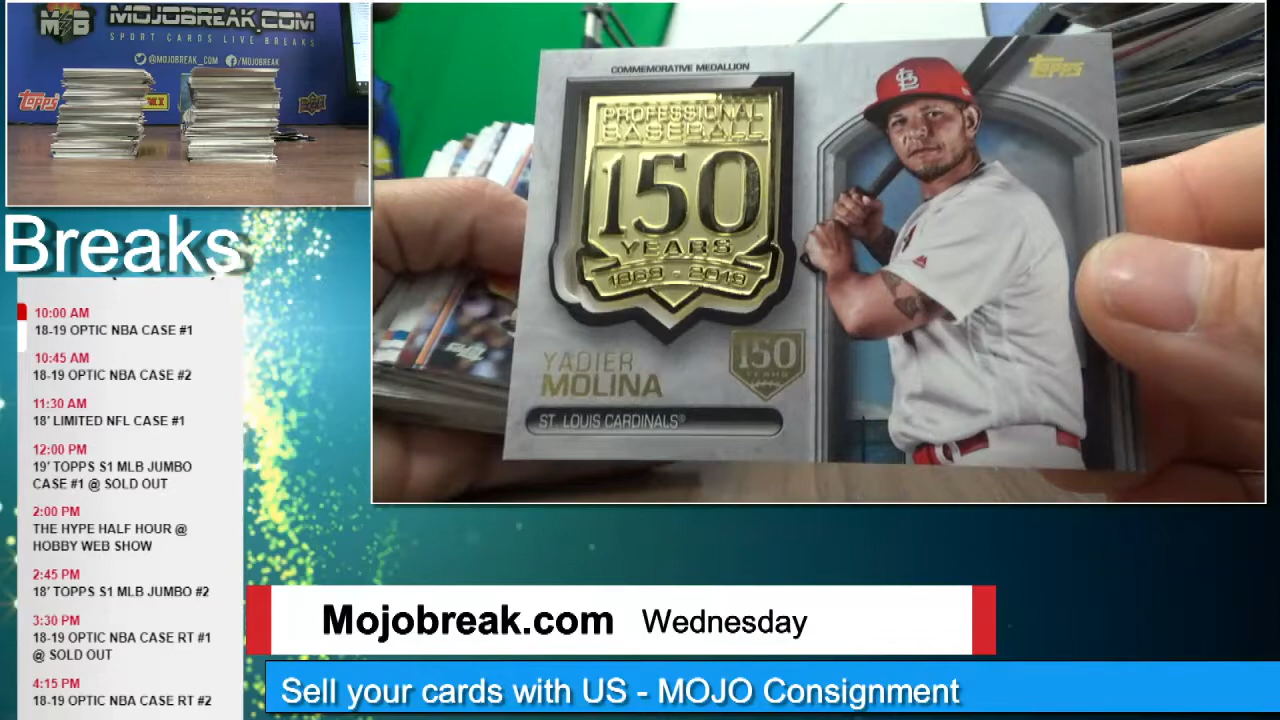 MOJOBREAK.COM
SPORT CARDS LIVE BREAKS
@MOJOBREAK_COM /MOJOBREAK
TOPPS
Breaks
10:00 AM
18-19 OPTIC NBA CASE #1
10:45 AM
18-19 OPTIC NBA CASE #2
11:30 AM
18' LIMITED NFL CASE #1
12:00 PM
19' TOPPS S1 MLB JUMBO
CASE #1 @ SOLD OUT
2:00 PM
THE HYPE HALF HOUR @
HOBBY WEB SHOW
2:45 PM
18' TOPPS S1 MLB JUMBO #2
3:30 PM
18-19 OPTIC NBA CASE RT #1
@ SOLD OUT
4:15 PM
18-19 OPTIC NBA CASE RT #2
COMMEMORATIVE MEDALLION
topps
PROFESSIONAL
BASEBALL
150
YEARS
1869 - 2019
YADIER
MOLINA
150
YEARS
ST. LOUIS CARDINALS®
Mojobreak.com Wednesday
Sell your cards with US - MOJO Consignment